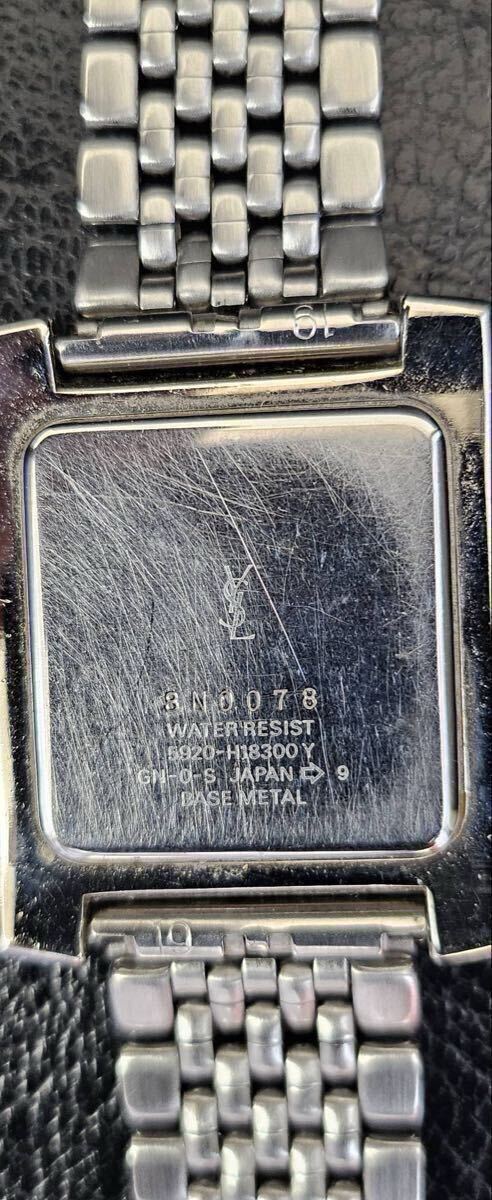 19
YSL
3N0078
WATER RESIST
5920-H18300 Y
GN-0-S JAPAN ⇨ 9
BASE METAL
19